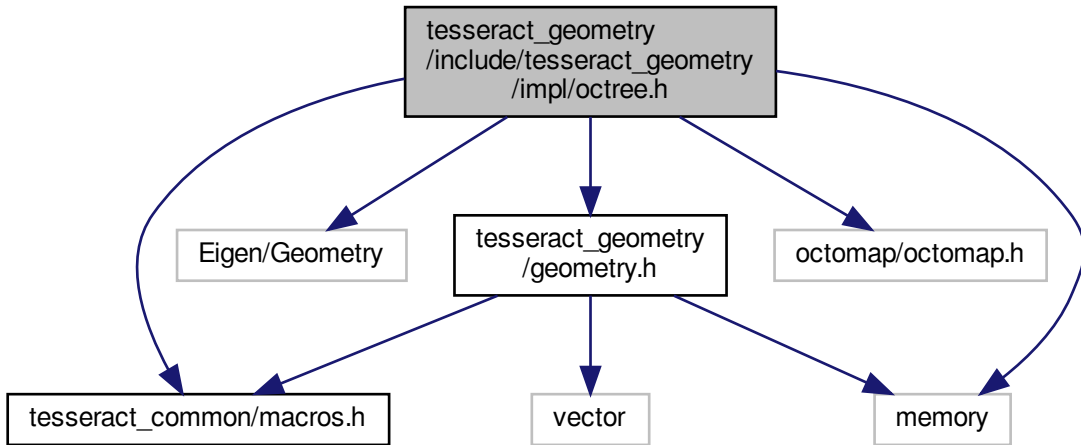 tesseract_geometry
/include/tesseract_geometry
/impl/octree.h
Eigen/Geometry
tesseract_geometry
/geometry.h
octomap/octomap.h
tesseract_common/macros.h
vector
memory